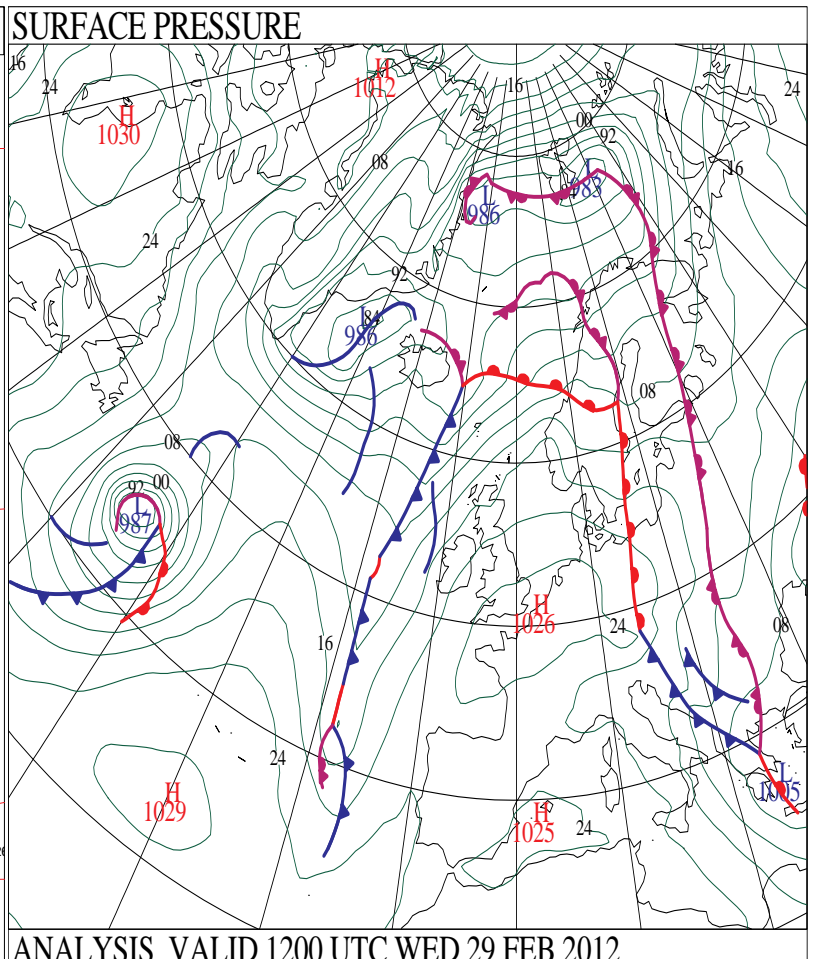 SURFACE PRESSURE
16
24
H
1030
H
1012
16
24
00
92
08
16
L
983
L
986
24
92
84
L
986
08
08
92 00
L
987
H
1026
24
08
16
24
H
1029
L
1005
H
1025
24
ANALYSIS VALID 1200 UTC WED 29 FEB 2012